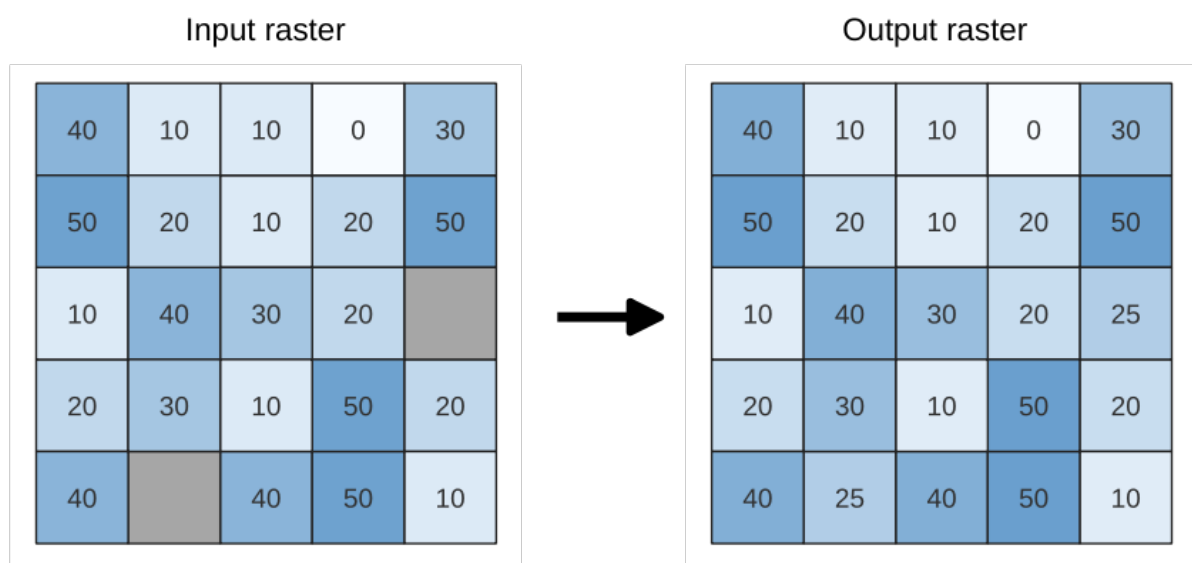 Input raster Output raster
40 10 10 0 30 40 10 10 0 30
50 20 10 20 50 50 20 10 20 50
10 40 30 20 10 40 30 20 25
20 30 10 50 20 20 30 10 50 20
40 40 50 10 40 25 40 50 10